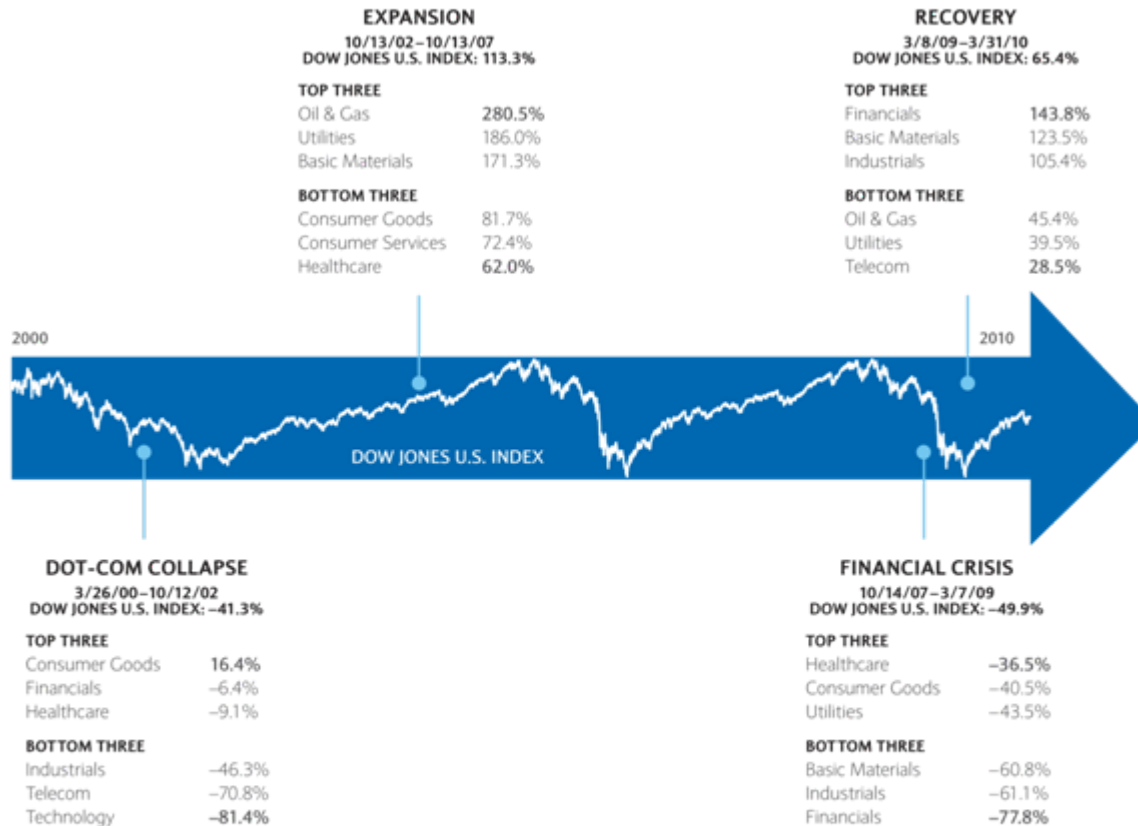 EXPANSION
10/13/02–10/13/07
DOW JONES U.S. INDEX: 113.3%
TOP THREE
Oil & Gas 280.5%
Utilities 186.0%
Basic Materials 171.3%
BOTTOM THREE
Consumer Goods 81.7%
Consumer Services 72.4%
Healthcare 62.0%
RECOVERY
3/8/09–3/31/10
DOW JONES U.S. INDEX: 65.4%
TOP THREE
Financials 143.8%
Basic Materials 123.5%
Industrials 105.4%
BOTTOM THREE
Oil & Gas 45.4%
Utilities 39.5%
Telecom 28.5%
2000
2010
DOW JONES U.S. INDEX
DOT-COM COLLAPSE
3/26/00–10/12/02
DOW JONES U.S. INDEX: –41.3%
TOP THREE
Consumer Goods 16.4%
Financials –6.4%
Healthcare –9.1%
BOTTOM THREE
Industrials –46.3%
Telecom –70.8%
Technology –81.4%
FINANCIAL CRISIS
10/14/07–3/7/09
DOW JONES U.S. INDEX: –49.9%
TOP THREE
Healthcare –36.5%
Consumer Goods –40.5%
Utilities –43.5%
BOTTOM THREE
Basic Materials –60.8%
Industrials –61.1%
Financials –77.8%